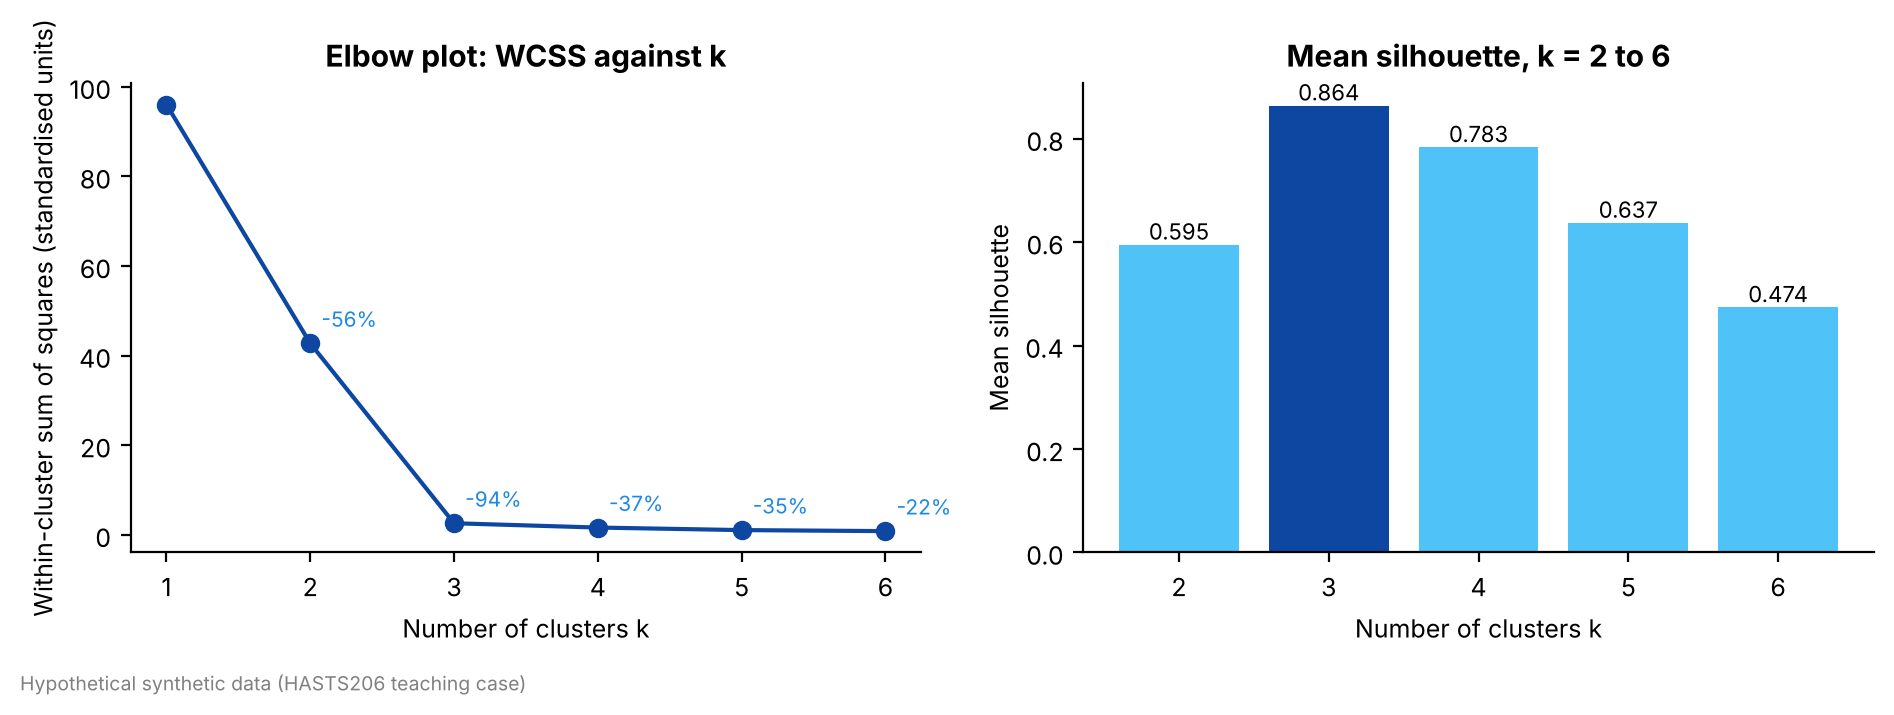 Elbow plot: WCSS against k
Within-cluster sum of squares (standardised units)
100
80
60
40
20
0
-56%
-94%
-37%
-35%
-22%
1 2 3 4 5 6
Number of clusters k
Mean silhouette, k = 2 to 6
Mean silhouette
0.8
0.6
0.4
0.2
0.0
0.595
0.864
0.783
0.637
0.474
2 3 4 5 6
Number of clusters k
Hypothetical synthetic data (HASTS206 teaching case)